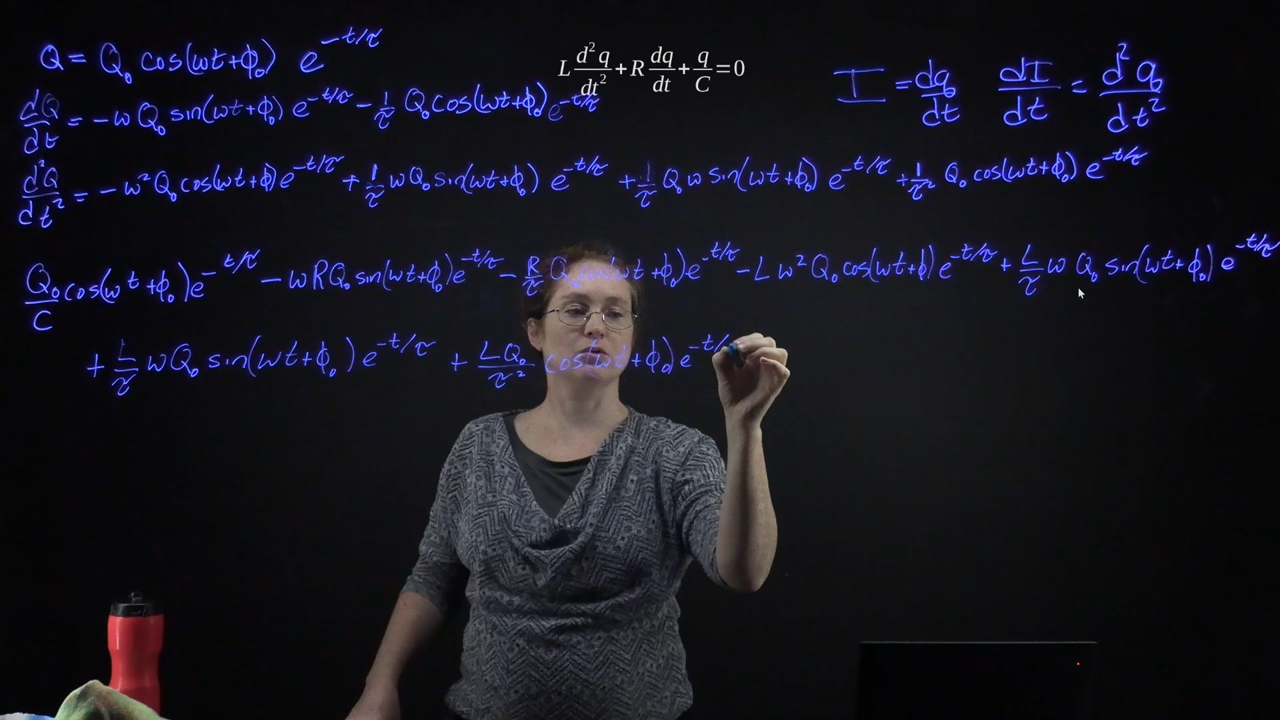 Q = Q₀ cos(ωt+ϕ₀) e^(-t/τ)
L d²q/dt² + R dq/dt + q/C = 0
I = dq/dt dI/dt = d²q/dt²
dQ/dt = -ωQ₀ sin(ωt+ϕ₀) e^(-t/τ) - 1/τ Q₀ cos(ωt+ϕ₀) e^(-t/τ)
d²Q/dt² = -ω²Q₀ cos(ωt+ϕ) e^(-t/τ) + 1/τ ωQ₀ sin(ωt+ϕ₀) e^(-t/τ) + 1/τ Q₀ ω sin(ωt+ϕ₀) e^(-t/τ) + 1/τ² Q₀ cos(ωt+ϕ₀) e^(-t/τ)
Q₀/C cos(ωt+ϕ₀) e^(-t/τ) - ωRQ₀ sin(ωt+ϕ₀) e^(-t/τ) - R/τ Q₀ cos(ωt+ϕ₀) e^(-t/τ) - Lω²Q₀ cos(ωt+ϕ) e^(-t/τ) + L/τ ω Q₀ sin(ωt+ϕ₀) e^(-t/τ)
+ L/τ ωQ₀ sin(ωt+ϕ₀) e^(-t/τ) + LQ₀/τ² cos(ωt+ϕ₀) e^(-t/